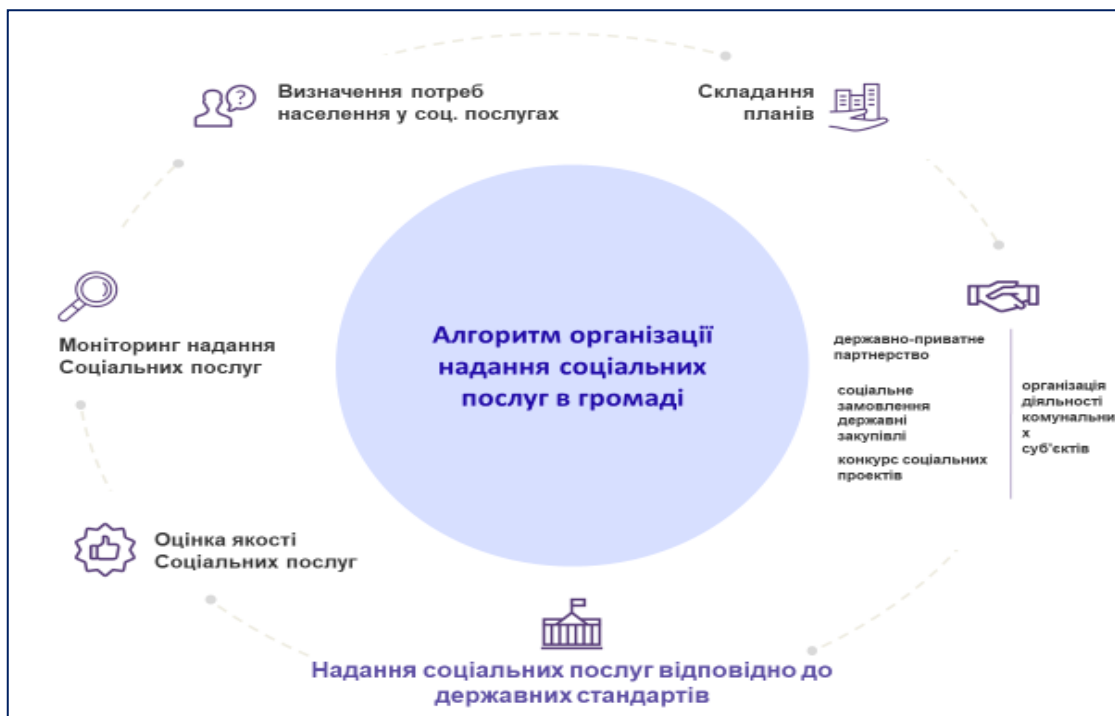 Визначення потреб
населення у соц. послугах
Складання
планів
державно-приватне
партнерство
соціальне
замовлення
державні
закупівлі
конкурс соціальних
проектів
організація
діяльності
комунальни
х
суб'єктів
Надання соціальних послуг відповідно до
державних стандартів
Оцінка якості
Соціальних послуг
Моніторинг надання
Соціальних послуг
Алгоритм організації
надання соціальних
послуг в громаді